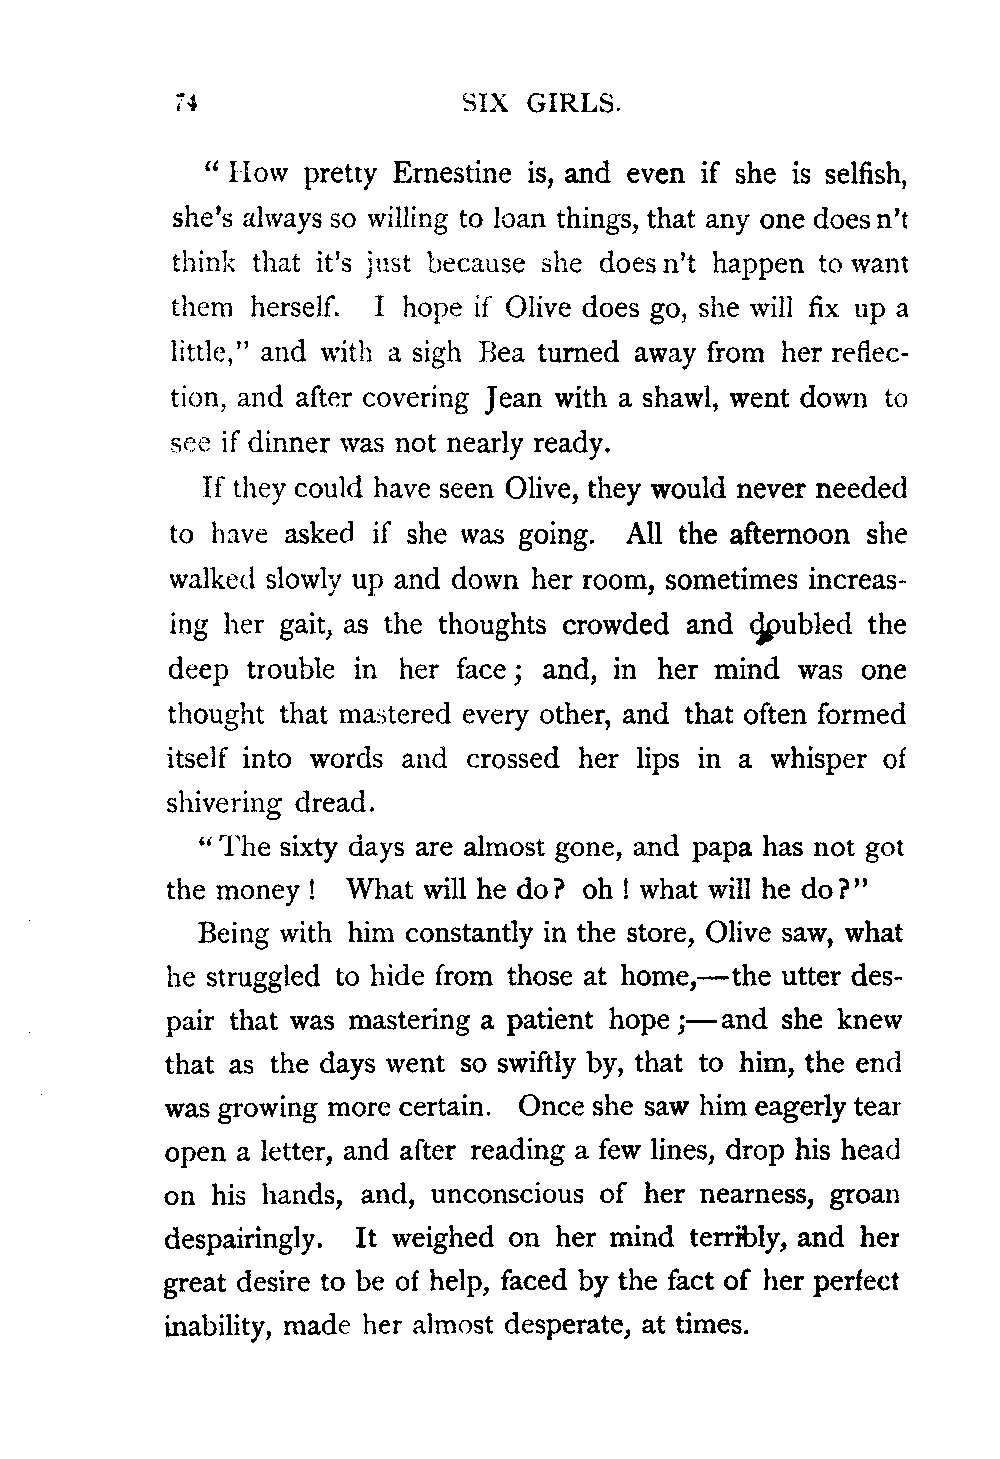 74 SIX GIRLS.
“ How pretty Ernestine is, and even if she is selfish,
she's always so willing to loan things, that any one does n't
think that it's just because she does n't happen to want
them herself. I hope if Olive does go, she will fix up a
little,” and with a sigh Bea turned away from her reflec-
tion, and after covering Jean with a shawl, went down to
see if dinner was not nearly ready.
If they could have seen Olive, they would never needed
to have asked if she was going. All the afternoon she
walked slowly up and down her room, sometimes increas-
ing her gait, as the thoughts crowded and doubled the
deep trouble in her face ; and, in her mind was one
thought that mastered every other, and that often formed
itself into words and crossed her lips in a whisper of
shivering dread.
“ The sixty days are almost gone, and papa has not got
the money ! What will he do ? oh ! what will he do ?”
Being with him constantly in the store, Olive saw, what
he struggled to hide from those at home,—the utter des-
pair that was mastering a patient hope ;—and she knew
that as the days went so swiftly by, that to him, the end
was growing more certain. Once she saw him eagerly tear
open a letter, and after reading a few lines, drop his head
on his hands, and, unconscious of her nearness, groan
despairingly. It weighed on her mind terribly, and her
great desire to be of help, faced by the fact of her perfect
inability, made her almost desperate, at times.